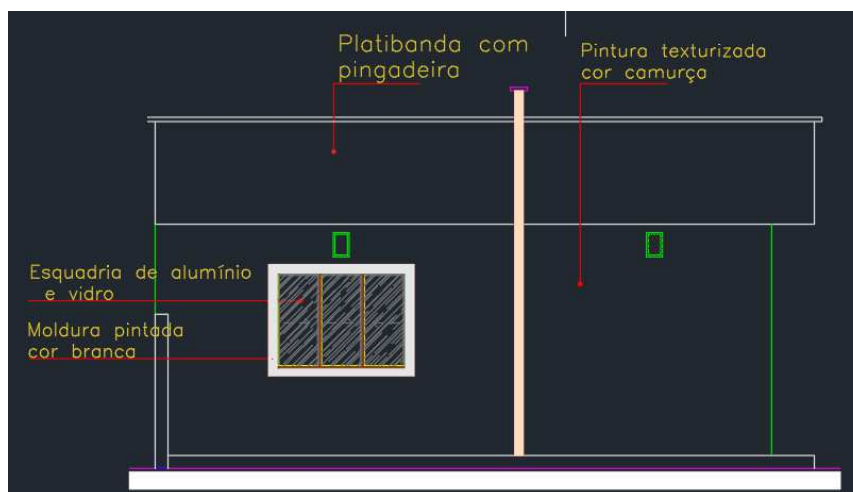 Platibanda com
pingadeira
Pintura texturizada
cor camurça
Esquadria de alumínio
e vidro
Moldura pintada
cor branca